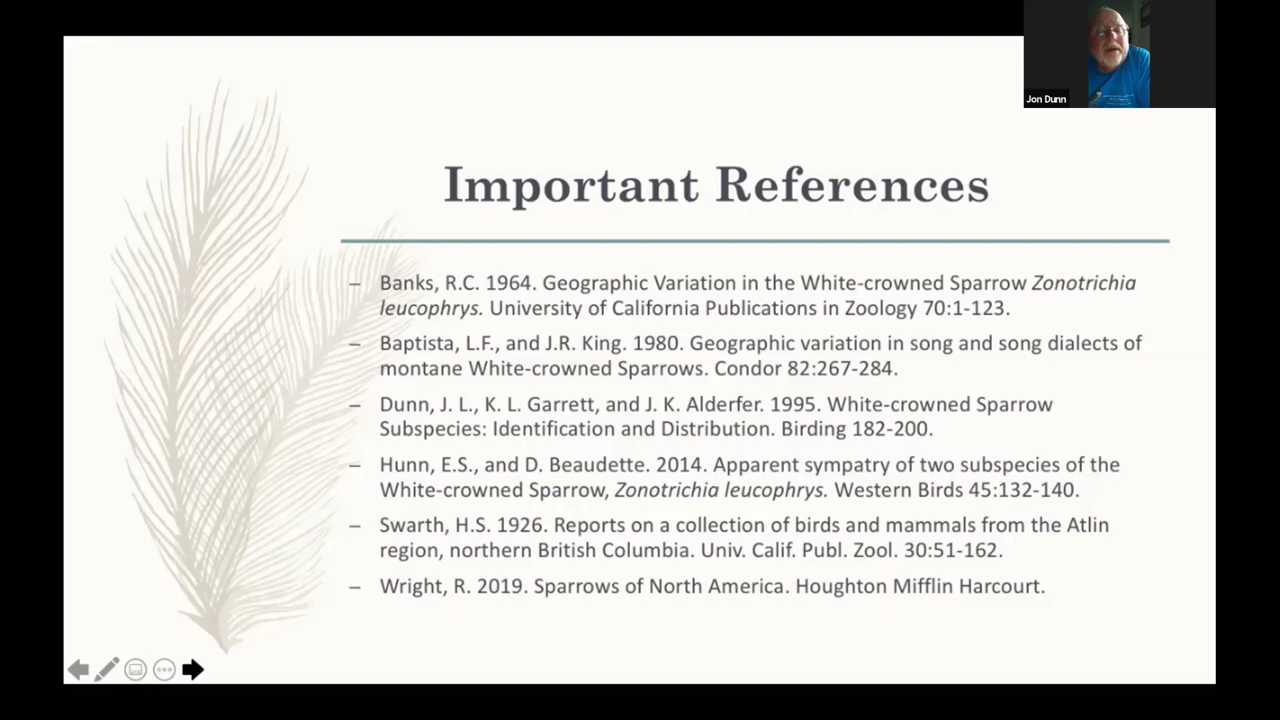 Jon Dunn
Important References
– Banks, R.C. 1964. Geographic Variation in the White-crowned Sparrow Zonotrichia
leucophrys. University of California Publications in Zoology 70:1-123.
– Baptista, L.F., and J.R. King. 1980. Geographic variation in song and song dialects of
montane White-crowned Sparrows. Condor 82:267-284.
– Dunn, J. L., K. L. Garrett, and J. K. Alderfer. 1995. White-crowned Sparrow
Subspecies: Identification and Distribution. Birding 182-200.
– Hunn, E.S., and D. Beaudette. 2014. Apparent sympatry of two subspecies of the
White-crowned Sparrow, Zonotrichia leucophrys. Western Birds 45:132-140.
– Swarth, H.S. 1926. Reports on a collection of birds and mammals from the Atlin
region, northern British Columbia. Univ. Calif. Publ. Zool. 30:51-162.
– Wright, R. 2019. Sparrows of North America. Houghton Mifflin Harcourt.